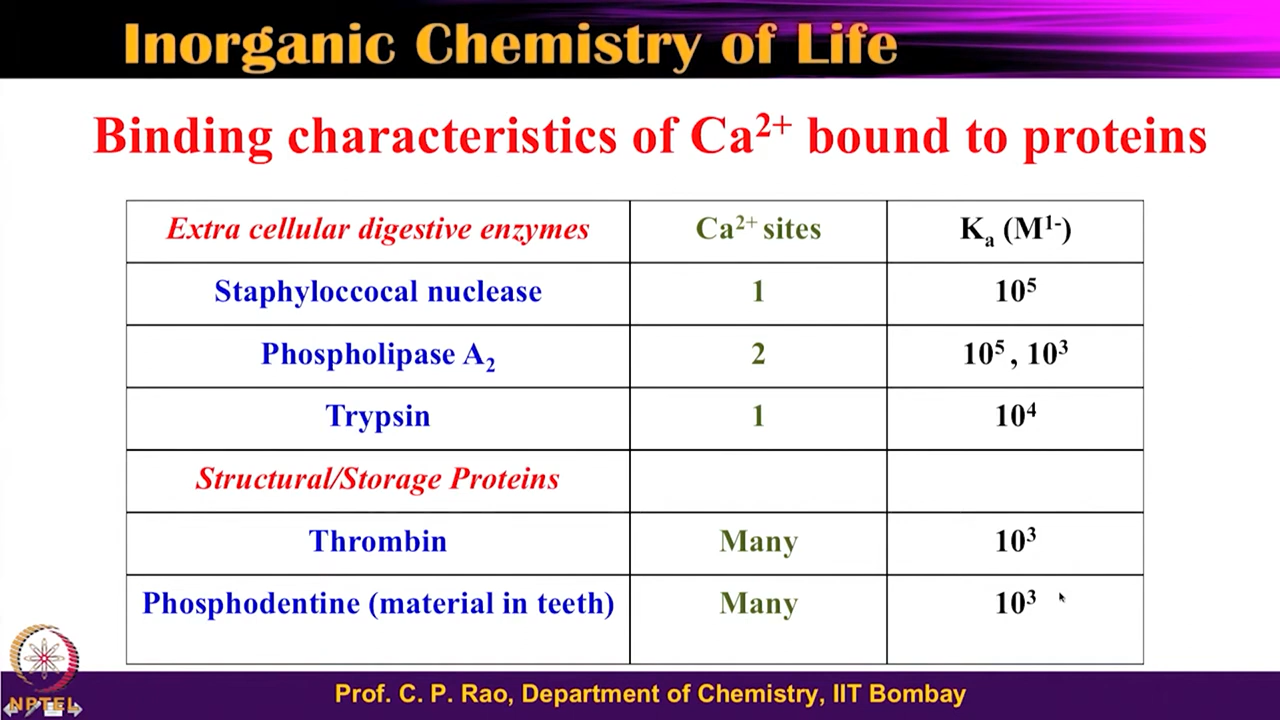 Inorganic Chemistry of Life
Binding characteristics of Ca²⁺ bound to proteins
Extra cellular digestive enzymes Ca²⁺ sites Kₐ (M¹⁻)
Staphyloccocal nuclease 1 10⁵
Phospholipase A₂ 2 10⁵ , 10³
Trypsin 1 10⁴
Structural/Storage Proteins
Thrombin Many 10³
Phosphodentine (material in teeth) Many 10³
NPTEL
Prof. C. P. Rao, Department of Chemistry, IIT Bombay